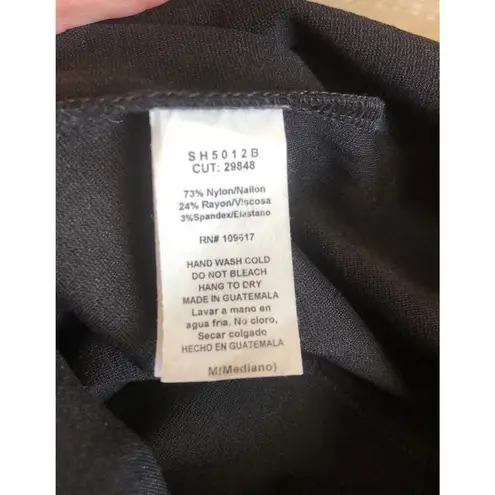 SH5012B
CUT: 29848
73% Nylon/Nailon
24% Rayon/Viscosa
3%Spandex/Elastano
RN# 109617
HAND WASH COLD
DO NOT BLEACH
HANG TO DRY
MADE IN GUATEMALA
Lavar a mano en
agua fria. No cloro,
Secar colgado
HECHO EN GUATEMALA
M(Mediano)